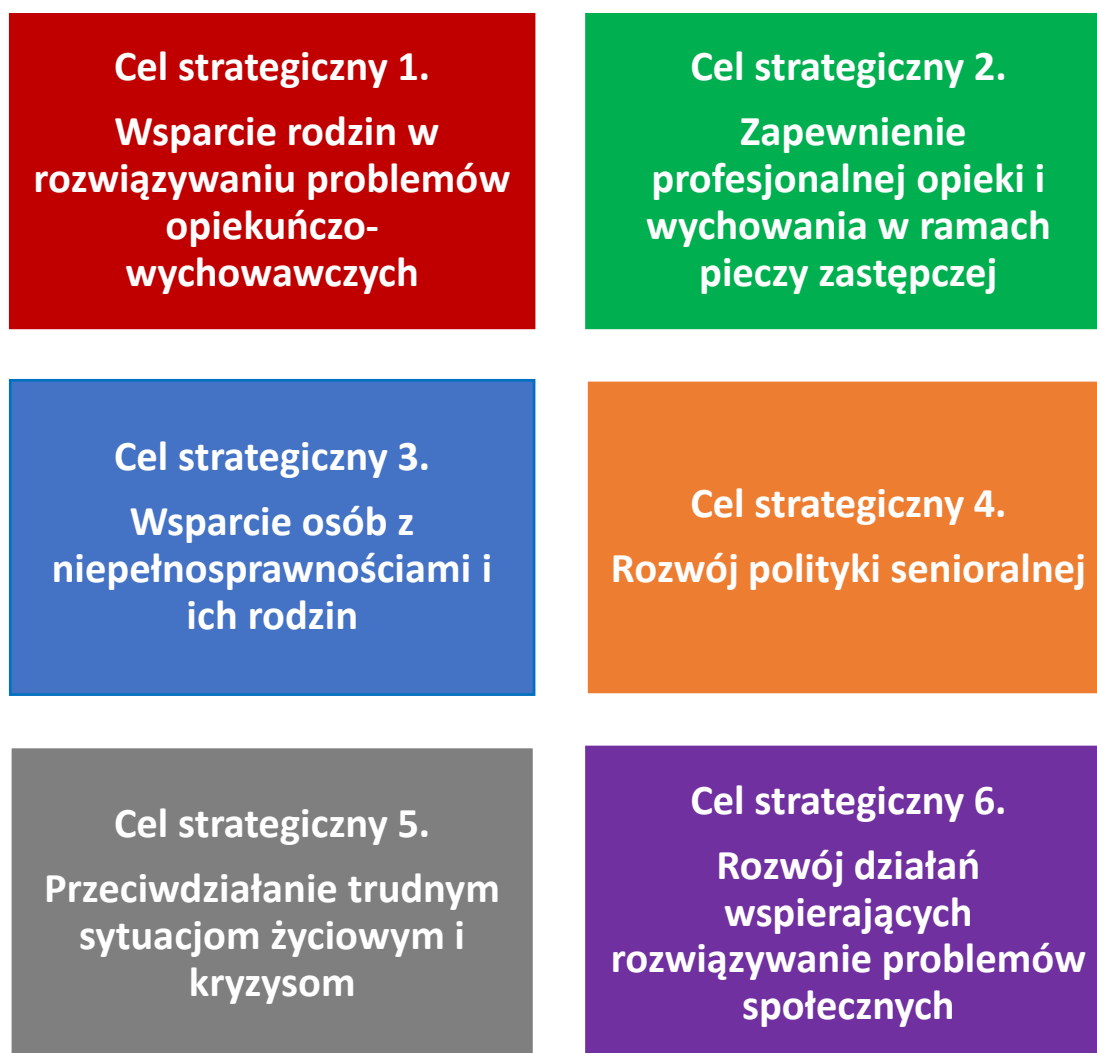 Cel strategiczny 1.
Wsparcie rodzin w
rozwiązywaniu problemów
opiekuńczo-
wychowawczych
Cel strategiczny 2.
Zapewnienie
profesjonalnej opieki i
wychowania w ramach
pieczy zastępczej
Cel strategiczny 3.
Wsparcie osób z
niepełnosprawnościami i
ich rodzin
Cel strategiczny 4.
Rozwój polityki senioralnej
Cel strategiczny 5.
Przeciwdziałanie trudnym
sytuacjom życiowym i
kryzysom
Cel strategiczny 6.
Rozwój działań
wspierających
rozwiązywanie problemów
społecznych